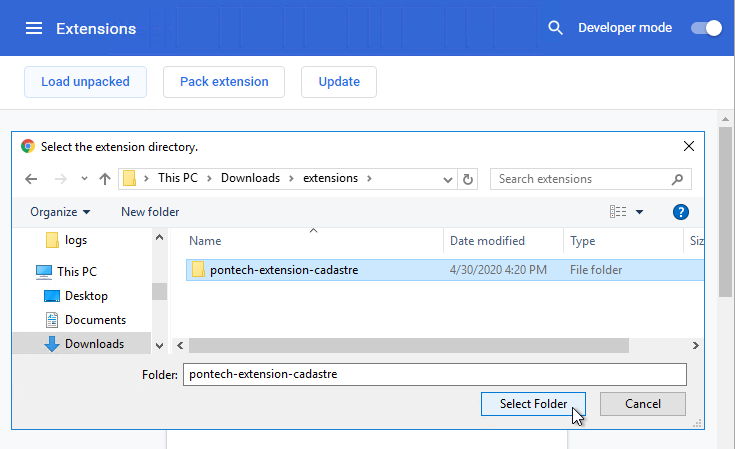 Extensions Developer mode
Load unpacked Pack extension Update
Select the extension directory.
This PC Downloads extensions Search extensions
Organize New folder ?
Name Date modified Type Siz
logs
This PC
pontech-extension-cadastre 4/30/2020 4:20 PM File folder
Desktop
Documents
Downloads
Folder: pontech-extension-cadastre
Select Folder Cancel